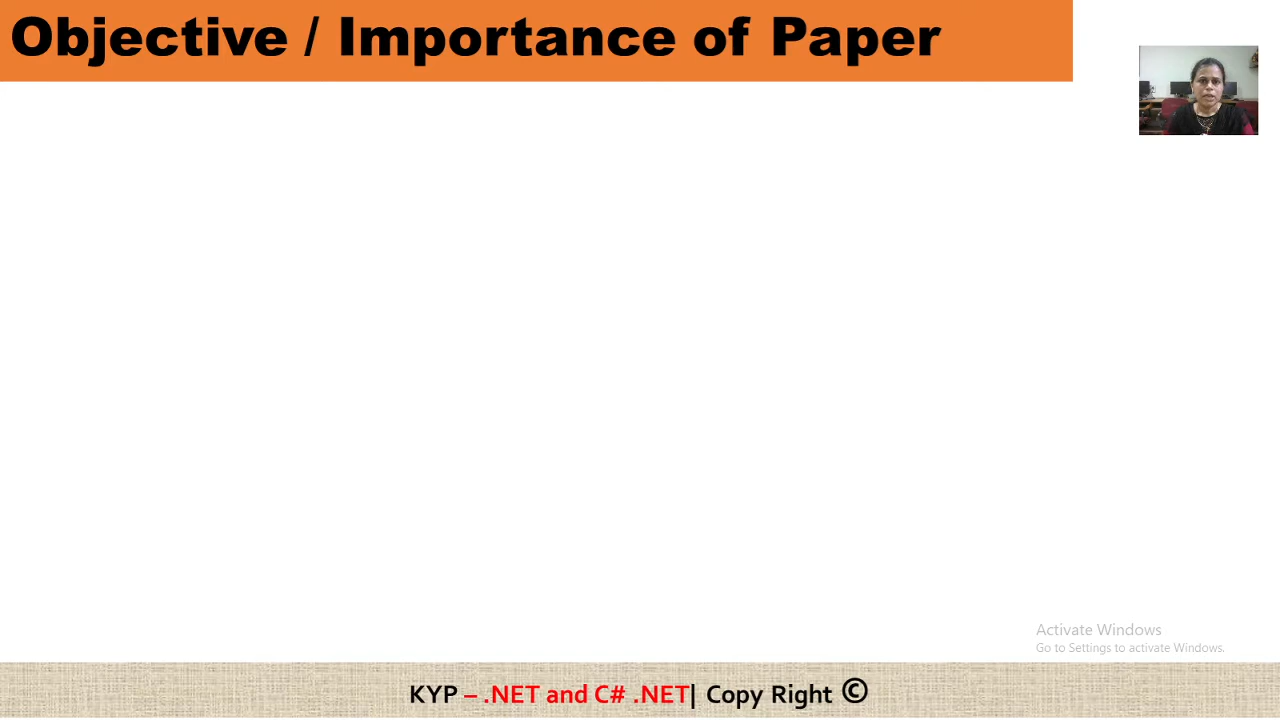 Objective / Importance of Paper
Activate Windows
Go to Settings to activate Windows.
KYP – .NET and C# .NET| Copy Right ©